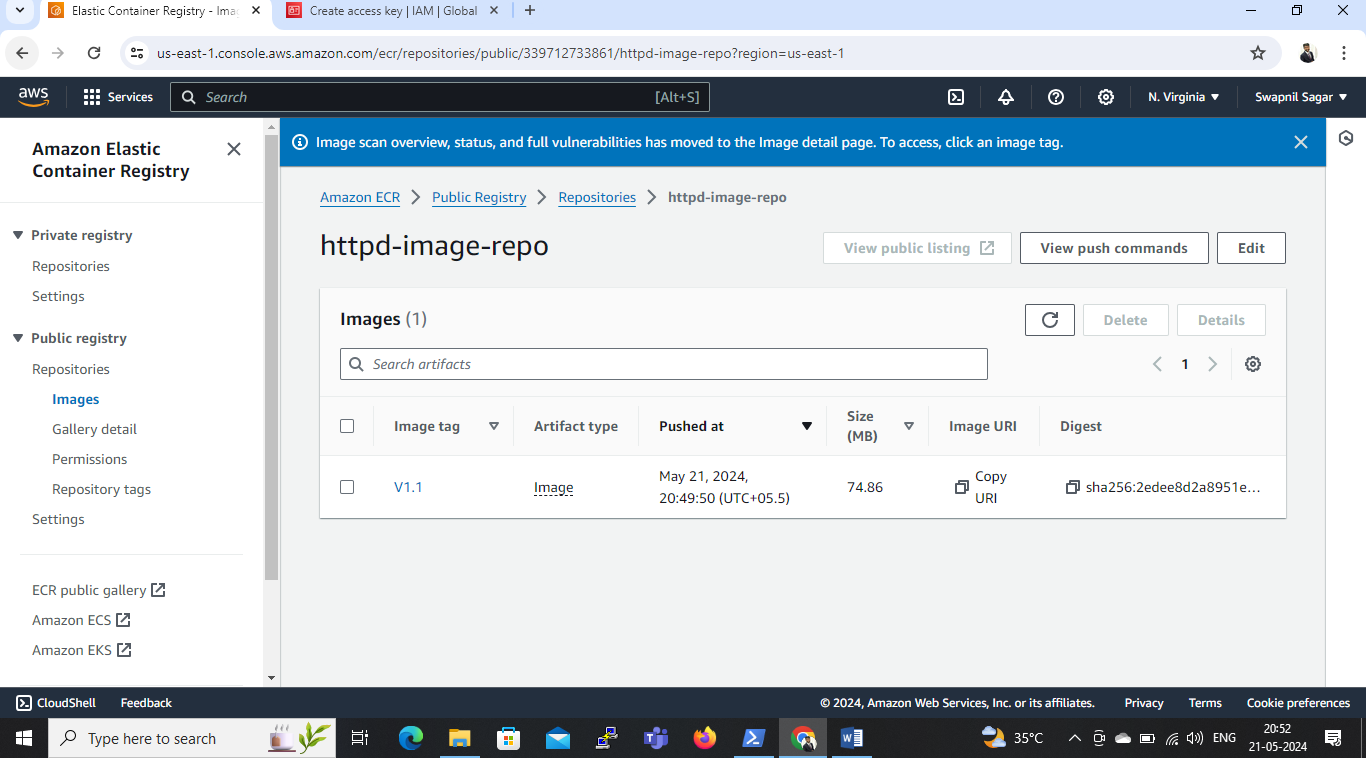 Elastic Container Registry - Ima
Create access key | IAM | Global
us-east-1.console.aws.amazon.com/ecr/repositories/public/339712733861/httpd-image-repo?region=us-east-1
aws
Services
Search
[Alt+S]
N. Virginia
Swapnil Sagar
Amazon Elastic
Container Registry
Private registry
Repositories
Settings
Public registry
Repositories
Images
Gallery detail
Permissions
Repository tags
Settings
ECR public gallery
Amazon ECS
Amazon EKS
Image scan overview, status, and full vulnerabilities has moved to the Image detail page. To access, click an image tag.
Amazon ECR
Public Registry
Repositories
httpd-image-repo
httpd-image-repo
View public listing
View push commands
Edit
Images (1)
Delete
Details
Search artifacts
1
Image tag
Artifact type
Pushed at
Size
(MB)
Image URI
Digest
V1.1
Image
May 21, 2024,
20:49:50 (UTC+05.5)
74.86
Copy
URI
sha256:2edee8d2a8951e...
CloudShell
Feedback
© 2024, Amazon Web Services, Inc. or its affiliates.
Privacy
Terms
Cookie preferences
Type here to search
35°C
ENG
20:52
21-05-2024